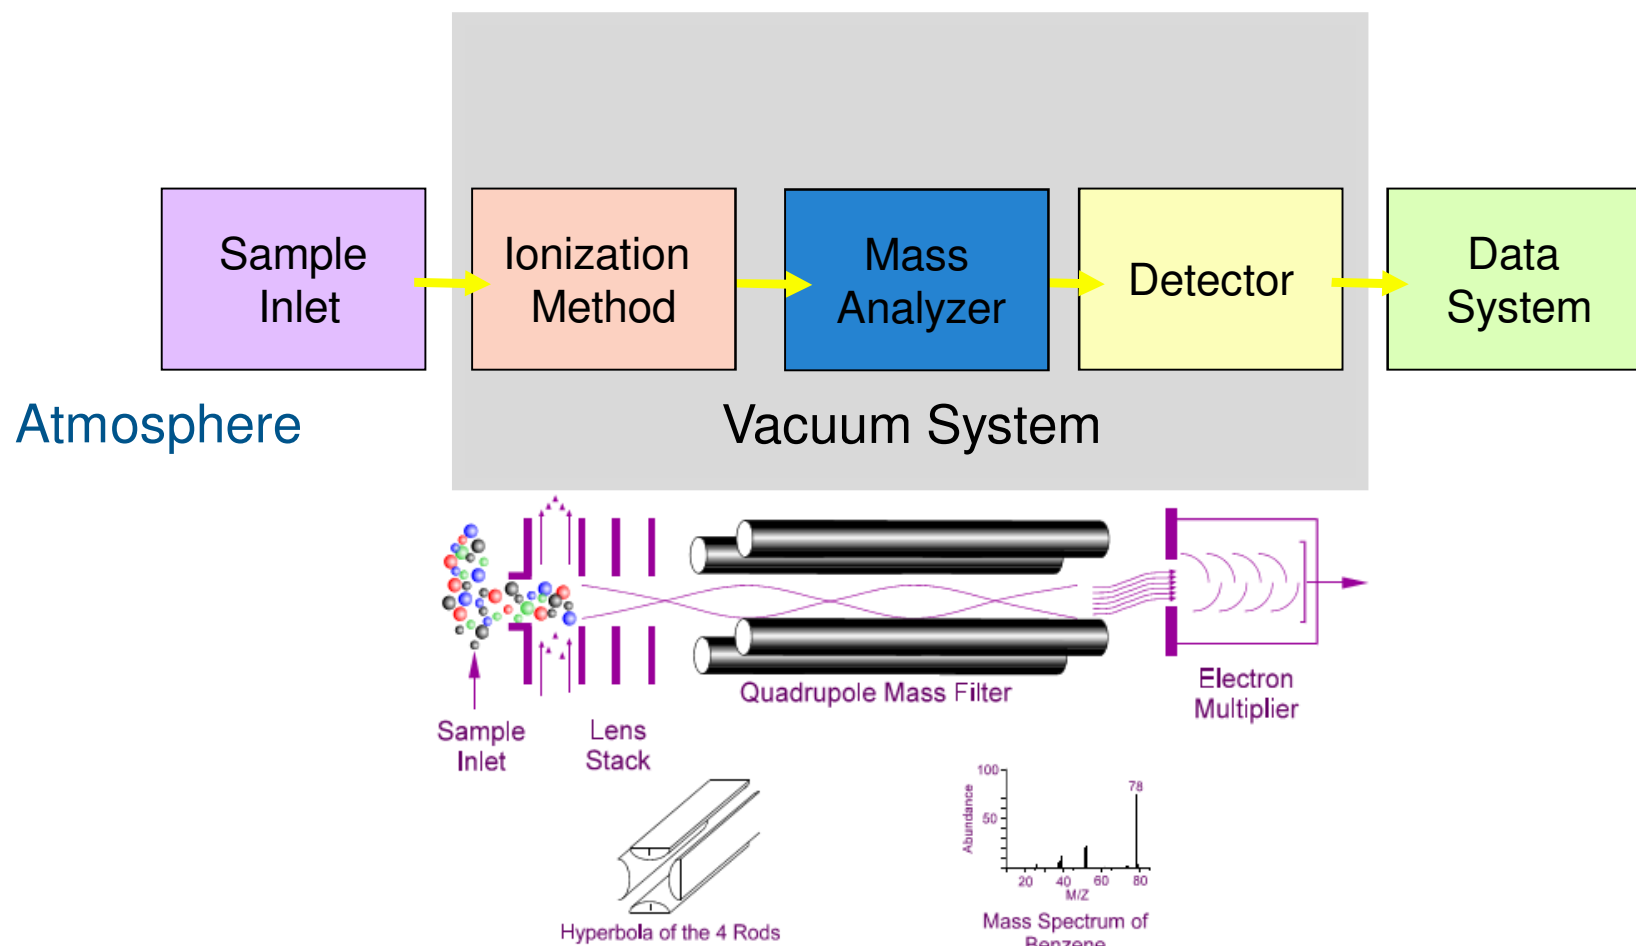 Sample
Inlet
Ionization
Method
Mass
Analyzer
Detector
Data
System
Atmosphere
Vacuum System
Quadrupole Mass Filter
Electron
Multiplier
Sample
Inlet
Lens
Stack
100
78
50
Abundance
20 40 60 80
M/Z
Hyperbola of the 4 Rods
Mass Spectrum of
Benzene